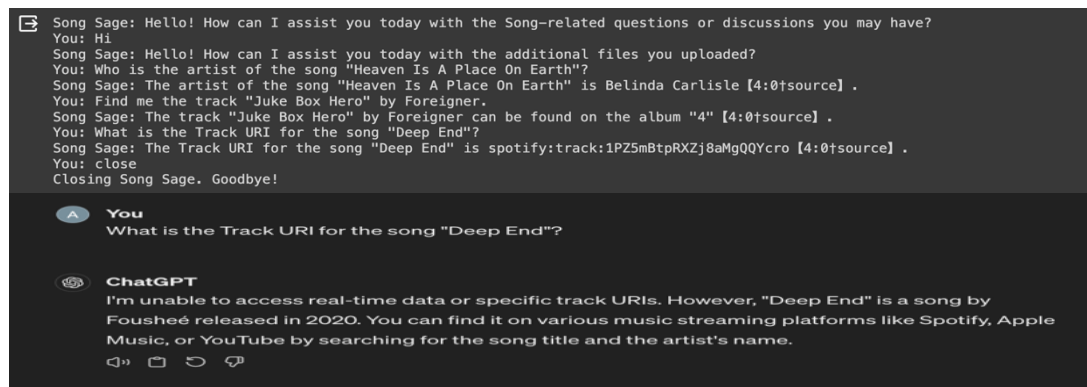 Song Sage: Hello! How can I assist you today with the Song-related questions or discussions you may have?
You: Hi
Song Sage: Hello! How can I assist you today with the additional files you uploaded?
You: Who is the artist of the song "Heaven Is A Place On Earth"?
Song Sage: The artist of the song "Heaven Is A Place On Earth" is Belinda Carlisle【4:0†source】.
You: Find me the track "Juke Box Hero" by Foreigner.
Song Sage: The track "Juke Box Hero" by Foreigner can be found on the album "4"【4:0†source】.
You: What is the Track URI for the song "Deep End"?
Song Sage: The Track URI for the song "Deep End" is spotify:track:1PZ5mBtpRXZj8aMgQQYcro【4:0†source】.
You: close
Closing Song Sage. Goodbye!
A You
What is the Track URI for the song "Deep End"?
ChatGPT
I'm unable to access real-time data or specific track URIs. However, "Deep End" is a song by
Fousheé released in 2020. You can find it on various music streaming platforms like Spotify, Apple
Music, or YouTube by searching for the song title and the artist's name.